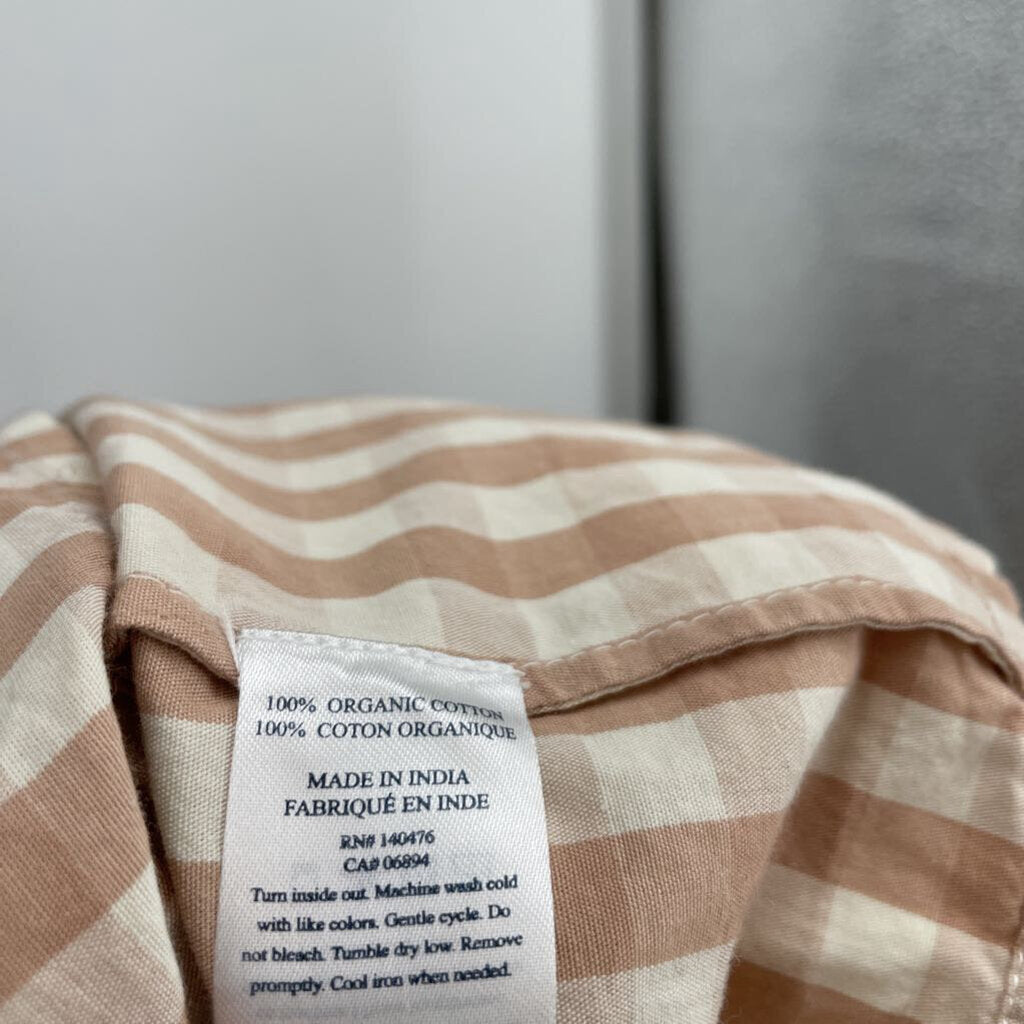 100% ORGANIC COTTON
100% COTON ORGANIQUE
MADE IN INDIA
FABRIQUÉ EN INDE
RN# 140476
CA# 06894
Turn inside out. Machine wash cold
with like colors. Gentle cycle. Do
not bleach. Tumble dry low. Remove
promptly. Cool iron when needed.